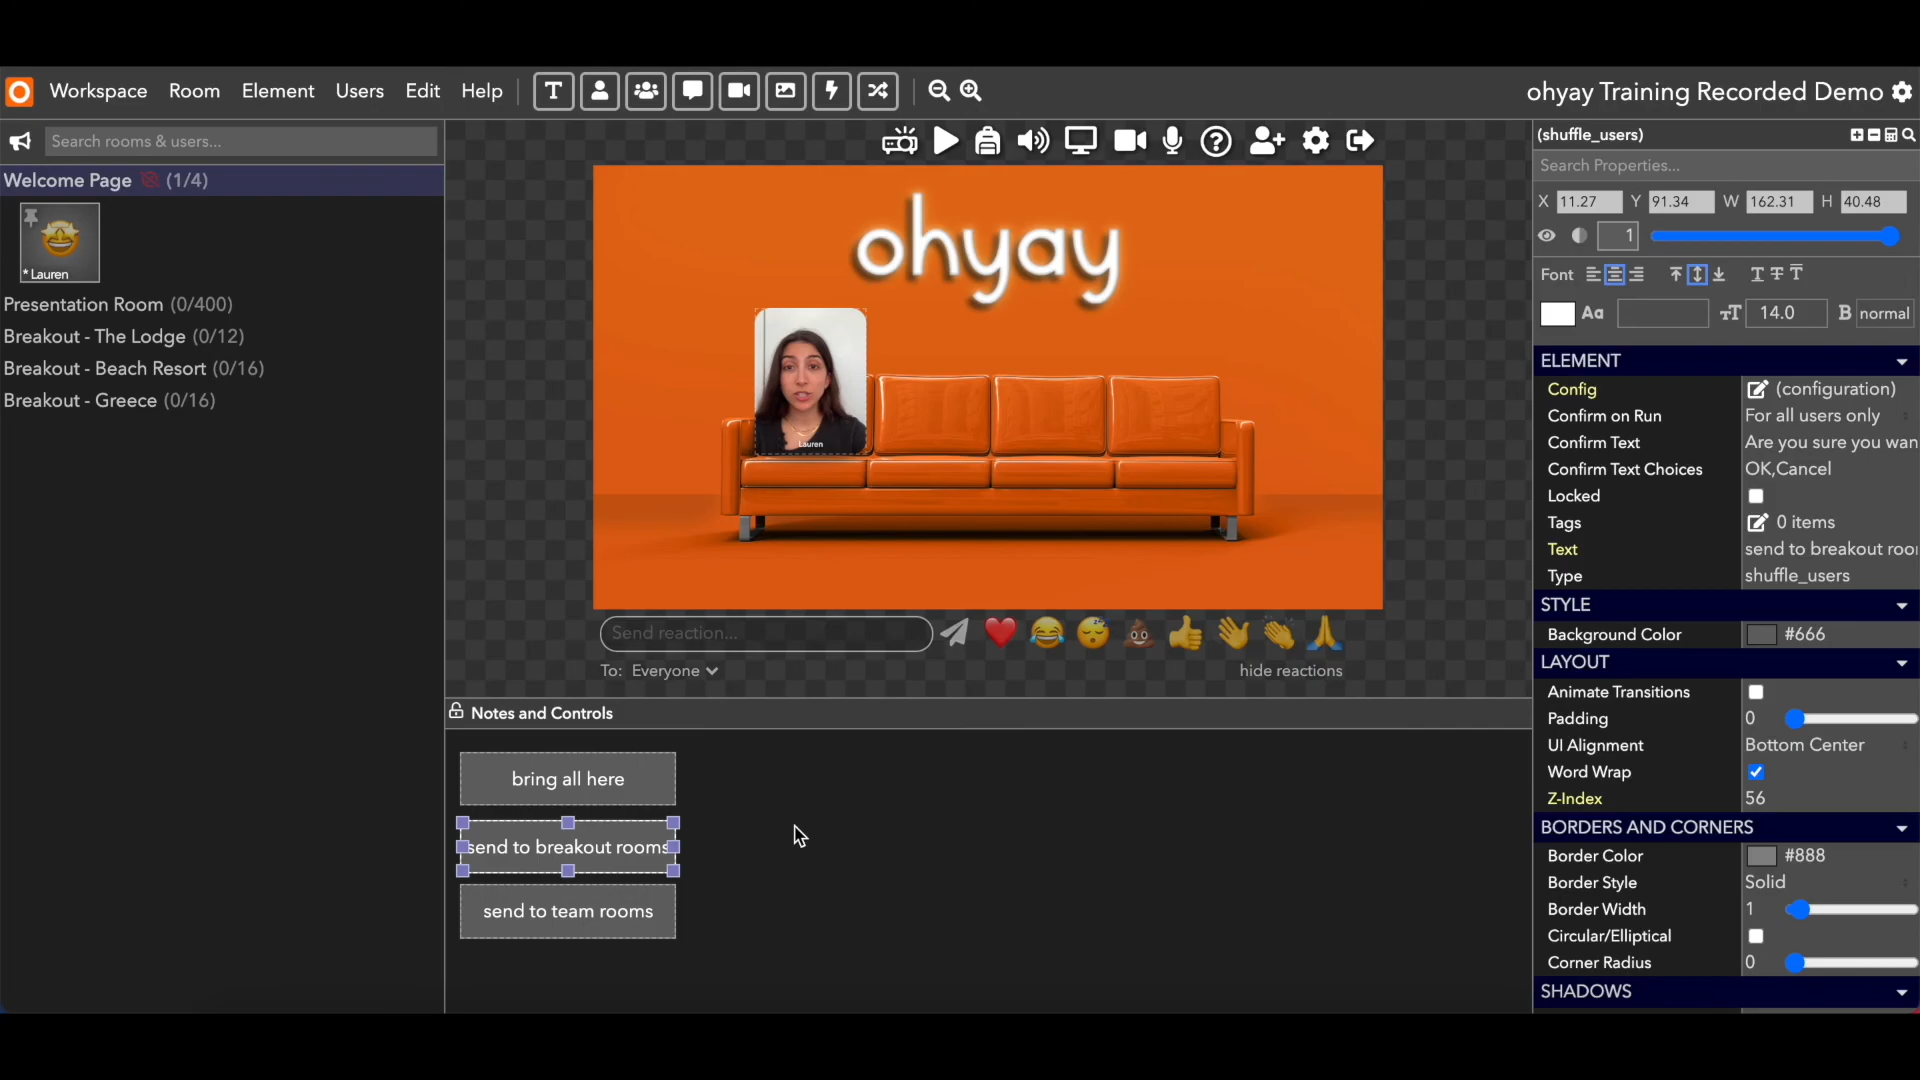 Workspace Room Element Users Edit Help
ohyay Training Recorded Demo
Search rooms & users...
Welcome Page (1/4)
* Lauren
Presentation Room (0/400)
Breakout - The Lodge (0/12)
Breakout - Beach Resort (0/16)
Breakout - Greece (0/16)
ohyay
Lauren
Send reaction...
To: Everyone
hide reactions
Notes and Controls
bring all here
send to breakout rooms
send to team rooms
(shuffle_users)
Search Properties...
X 11.27 Y 91.34 W 162.31 H 40.48
1
Font
Aa 14.0 B normal
ELEMENT
Config (configuration)
Confirm on Run For all users only
Confirm Text Are you sure you wan
Confirm Text Choices OK,Cancel
Locked
Tags 0 items
Text send to breakout roo
Type shuffle_users
STYLE
Background Color #666
LAYOUT
Animate Transitions
Padding 0
UI Alignment Bottom Center
Word Wrap
Z-Index 56
BORDERS AND CORNERS
Border Color #888
Border Style Solid
Border Width 1
Circular/Elliptical
Corner Radius 0
SHADOWS